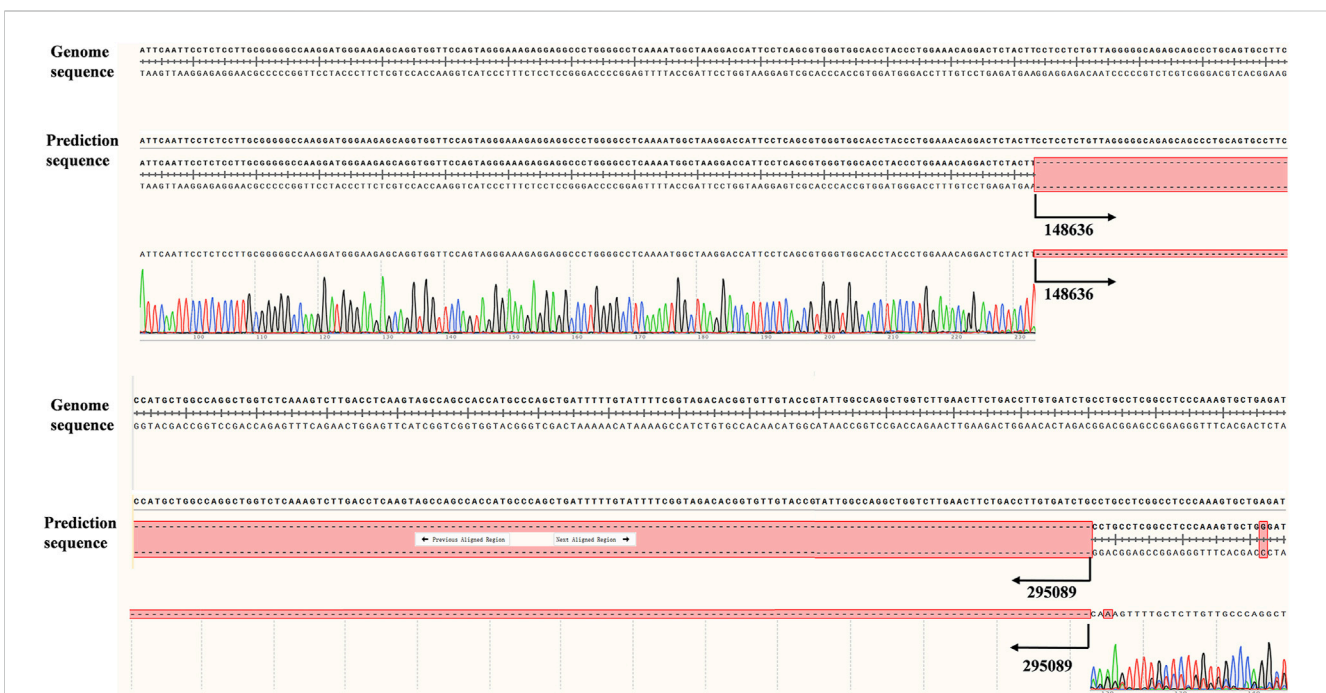 Genome
sequence
ATTCAATTCCTCTCCTTGCGGGGGCCAAGGATGGGAAGAGCAGGTGGTTCCAGTAGGGAAAGAGGAGGCCCTGGGGCCTCAAAATGGCTAAGGACCATTCCTCAGCGTGGGTGGCACCTACCCTGGAAACAGGACTCTACTTCCTCCTCTGTTAGGGGGCAGAGCAGCCCTGCAGTGCCTTC
TAAGTTAAGGAGAGGAACGCCCCCGGTTCCTACCCTTCTCGTCCACCAAGGTCATCCCTTTCTCCTCCGGGACCCCGGAGTTTTACCGATTCCTGGTAAGGAGTCGCACCCACCGTGGATGGGACCTTTGTCCTGAGATGAAGGAGGAGACAATCCCCCGTCTCGTCGGGACGTCACGGAAG
Prediction
sequence
ATTCAATTCCTCTCCTTGCGGGGGCCAAGGATGGGAAGAGCAGGTGGTTCCAGTAGGGAAAGAGGAGGCCCTGGGGCCTCAAAATGGCTAAGGACCATTCCTCAGCGTGGGTGGCACCTACCCTGGAAACAGGACTCTACTTCCTCCTCTGTTAGGGGGCAGAGCAGCCCTGCAGTGCCTTC
ATTCAATTCCTCTCCTTGCGGGGGCCAAGGATGGGAAGAGCAGGTGGTTCCAGTAGGGAAAGAGGAGGCCCTGGGGCCTCAAAATGGCTAAGGACCATTCCTCAGCGTGGGTGGCACCTACCCTGGAAACAGGACTCTACTT
TAAGTTAAGGAGAGGAACGCCCCCGGTTCCTACCCTTCTCGTCCACCAAGGTCATCCCTTTCTCCTCCGGGACCCCGGAGTTTTACCGATTCCTGGTAAGGAGTCGCACCCACCGTGGATGGGACCTTTGTCCTGAGATGAA
148636
ATTCAATTCCTCTCCTTGCGGGGGCCAAGGATGGGAAGAGCAGGTGGTTCCAGTAGGGAAAGAGGAGGCCCTGGGGCCTCAAAATGGCTAAGGACCATTCCTCAGCGTGGGTGGCACCTACCCTGGAAACAGGACTCTACTT
148636
100 110 120 130 140 150 160 170 180 190 200 210 220 230
Genome
sequence
CCATGCTGGCCAGGCTGGTCTCAAAGTCTTGACCTCAAGTAGCCAGCCACCATGCCCAGCTGATTTTTGTATTTTCGGTAGACACGGTGTTGTACCGTATTGGCCAGGCTGGTCTTGAACTTCTGACCTTGTGATCTGCCTGCCTCGGCCTCCCAAAGTGCTGAGAT
GGTACGACCGGTCCGACCAGAGTTTCAGAACTGGAGTTCATCGGTCGGTGGTACGGGTCGACTAAAAACATAAAAGCCATCTGTGCCACAACATGGCATAACCGGTCCGACCAGAACTTGAAGACTGGAACACTAGACGGACGGAGCCGGAGGGTTTCACGACTCTA
Prediction
sequence
CCATGCTGGCCAGGCTGGTCTCAAAGTCTTGACCTCAAGTAGCCAGCCACCATGCCCAGCTGATTTTTGTATTTTCGGTAGACACGGTGTTGTACCGTATTGGCCAGGCTGGTCTTGAACTTCTGACCTTGTGATCTGCCTGCCTCGGCCTCCCAAAGTGCTGAGAT
CCTGCCTCGGCCTCCCAAAGTGCTGGGAT
← Previous Aligned Region Next Aligned Region →
GGACGGAGCCGGAGGGTTTCACGACCCTA
295089
CAAAGTTTTGCTCTTGTTGCCCAGGCT
295089